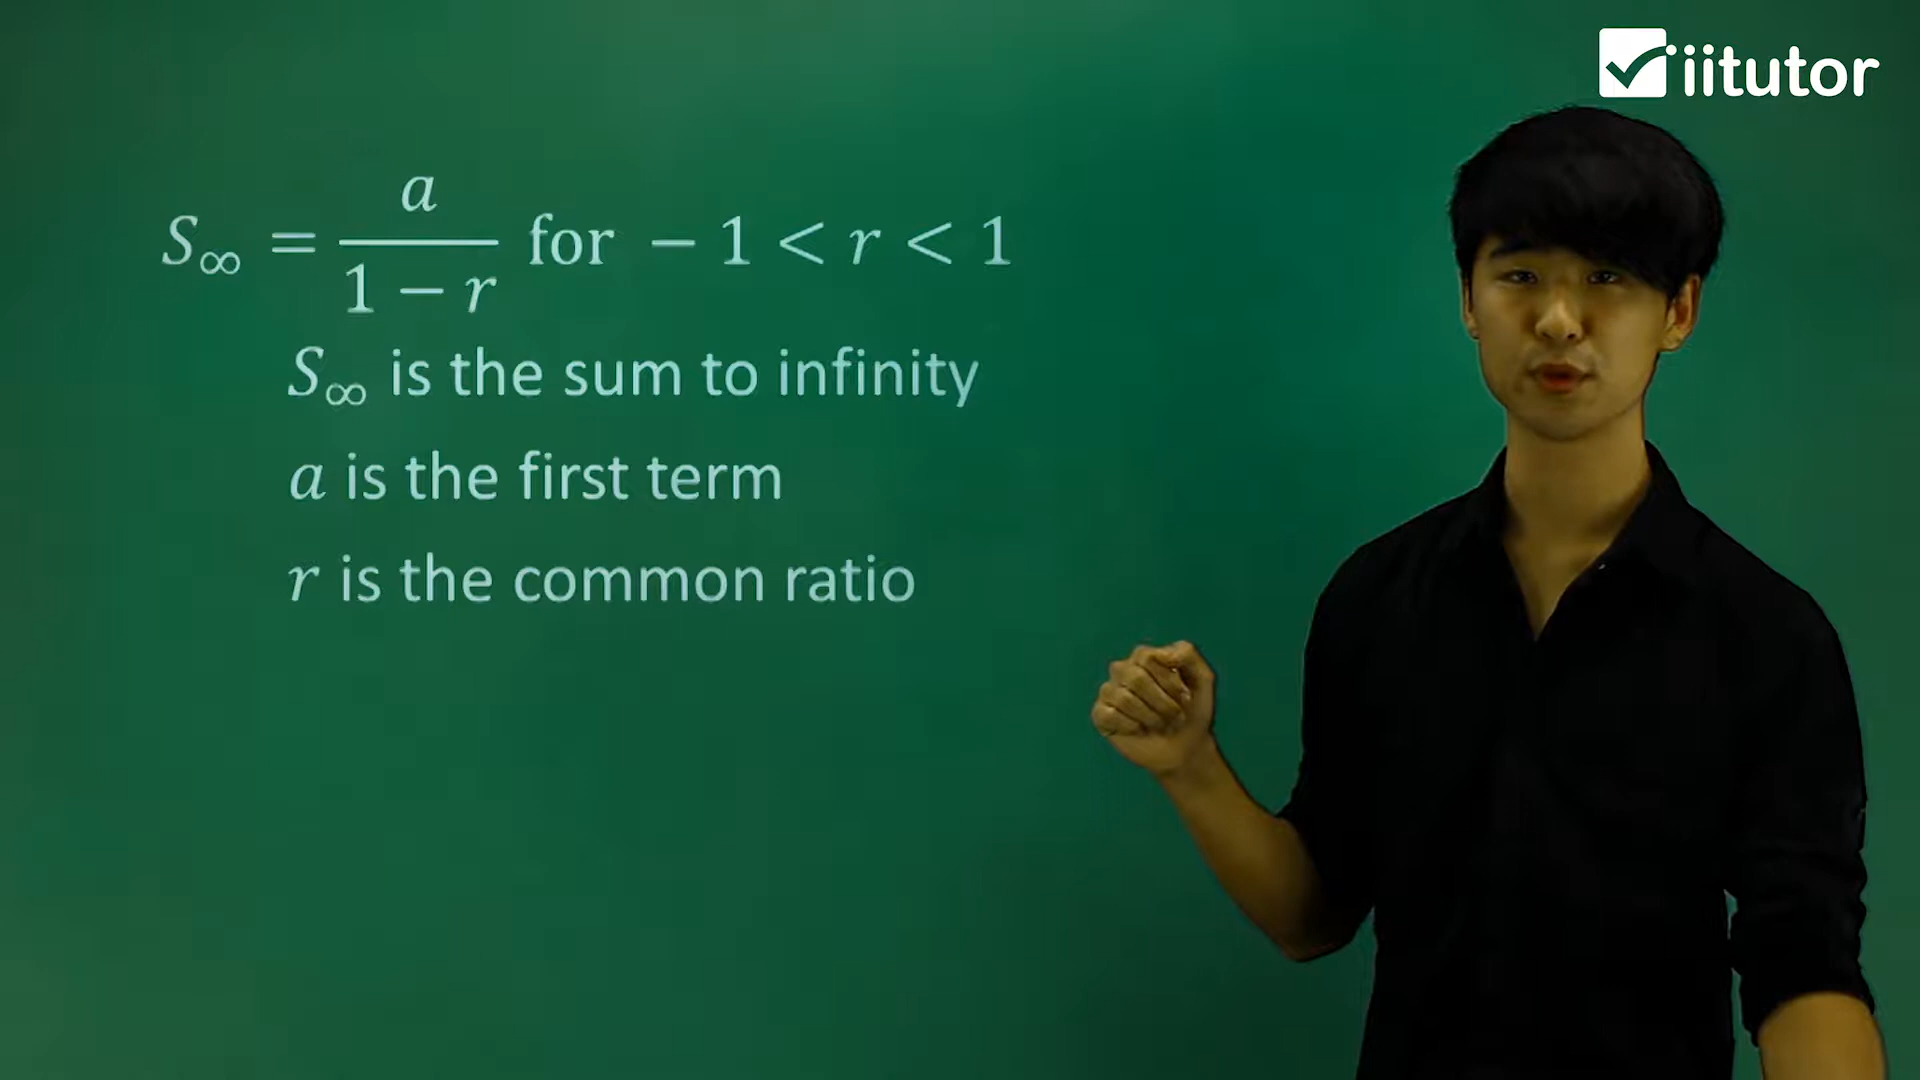 iitutor
S∞ = a / (1 − r) for − 1 < r < 1
S∞ is the sum to infinity
a is the first term
r is the common ratio